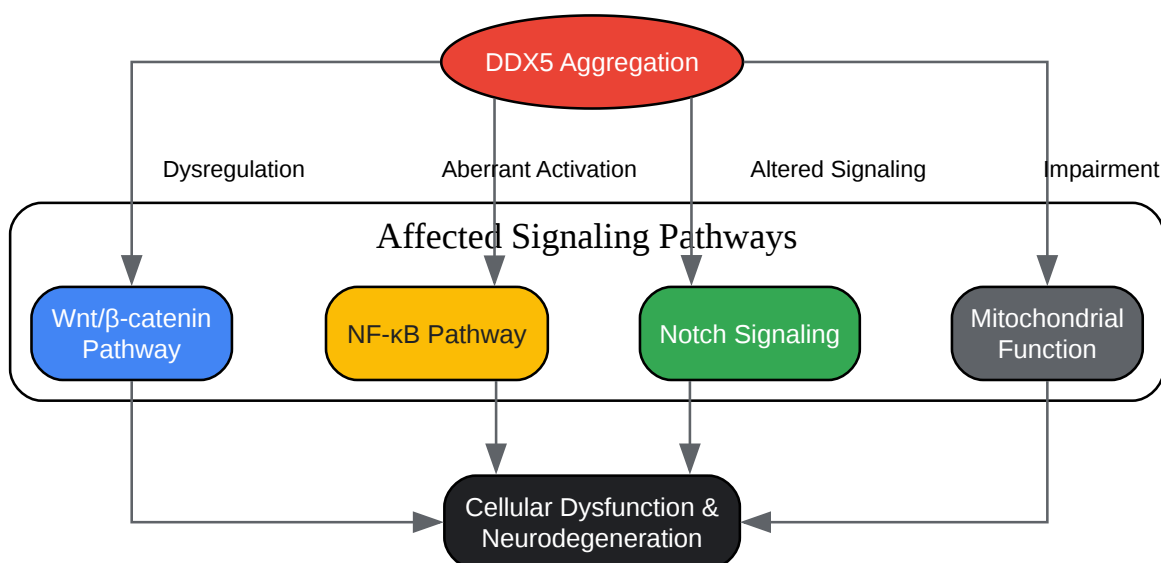 DDX5 Aggregation
Dysregulation
Aberrant Activation
Altered Signaling
Impairment
Affected Signaling Pathways
Wnt/β-catenin
Pathway
NF-κB Pathway
Notch Signaling
Mitochondrial
Function
Cellular Dysfunction &
Neurodegeneration